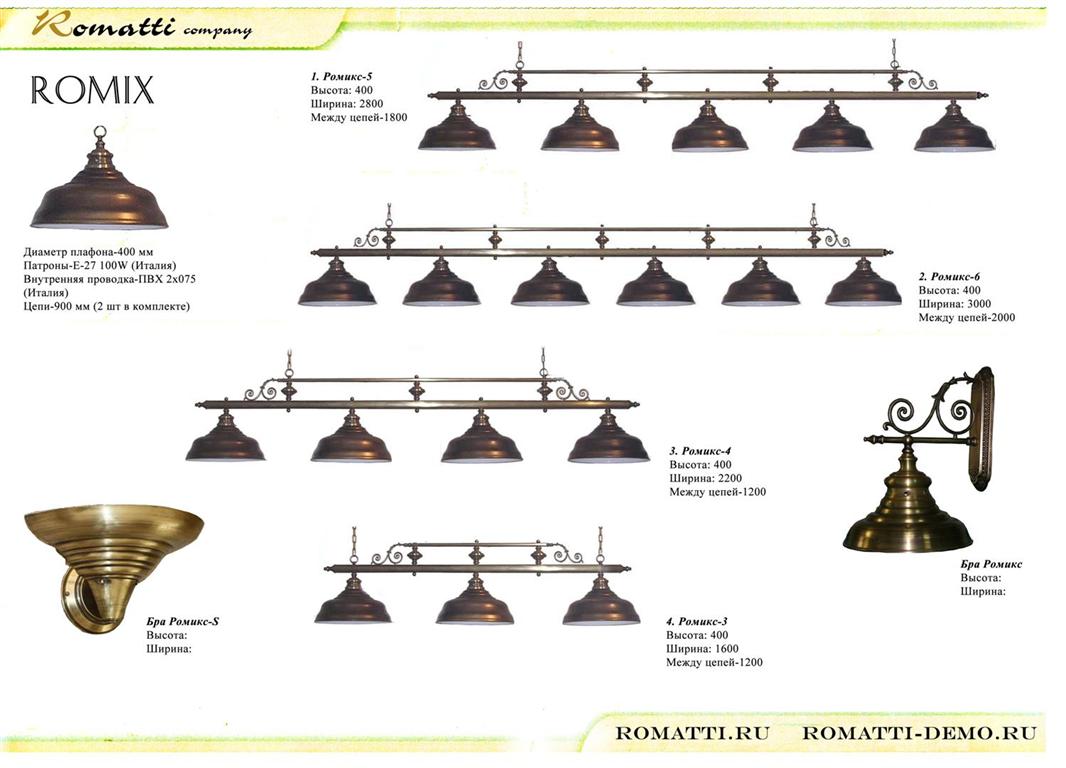 Romatti company
ROMIX
1. Ромикс-5
Высота: 400
Ширина: 2800
Между цепей-1800
Диаметр плафона-400 мм
Патроны-Е-27 100W (Италия)
Внутренняя проводка-ПВХ 2х075
(Италия)
Цепи-900 мм (2 шт в комплекте)
2. Ромикс-6
Высота: 400
Ширина: 3000
Между цепей-2000
3. Ромикс-4
Высота: 400
Ширина: 2200
Между цепей-1200
Бра Ромикс
Высота:
Ширина:
Бра Ромикс-S
Высота:
Ширина:
4. Ромикс-3
Высота: 400
Ширина: 1600
Между цепей-1200
ROMATTI.RU ROMATTI-DEMO.RU